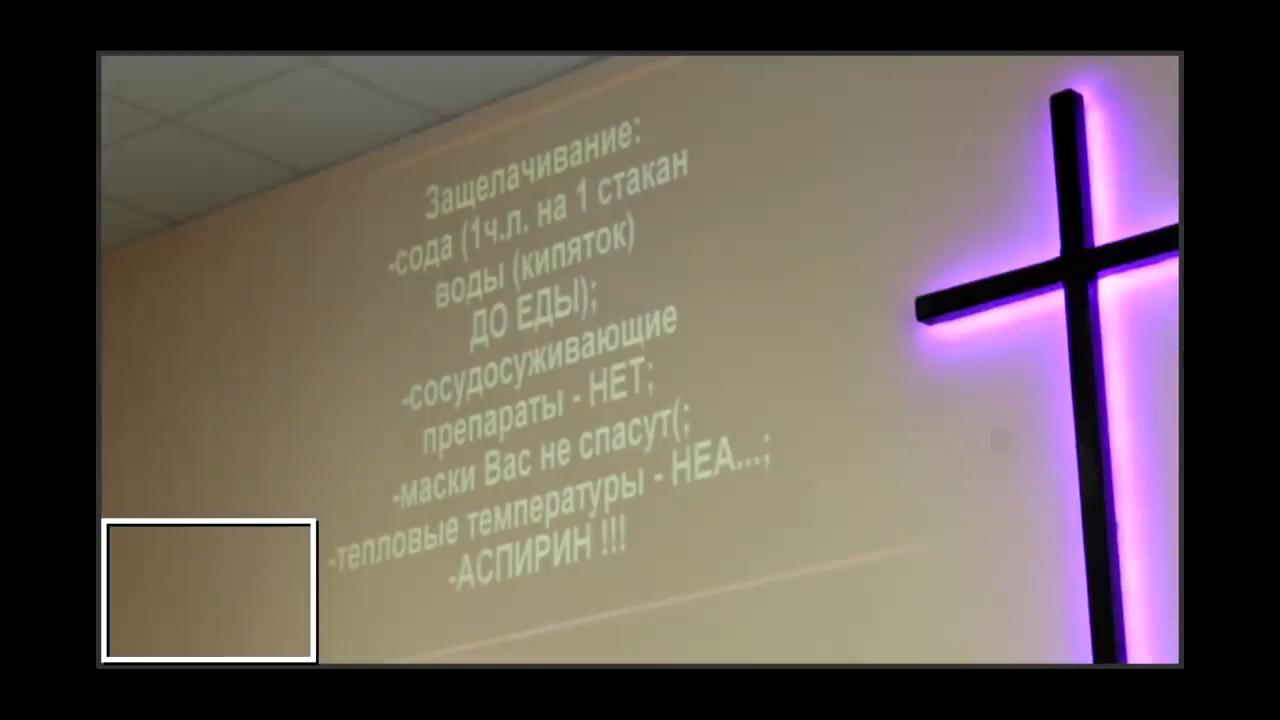 Защелачивание:
-сода (1ч.л. на 1 стакан
воды (кипяток)
ДО ЕДЫ);
-сосудосуживающие
препараты - НЕТ;
-маски Вас не спасут(;
-тепловые температуры - НЕА...;
-АСПИРИН !!!